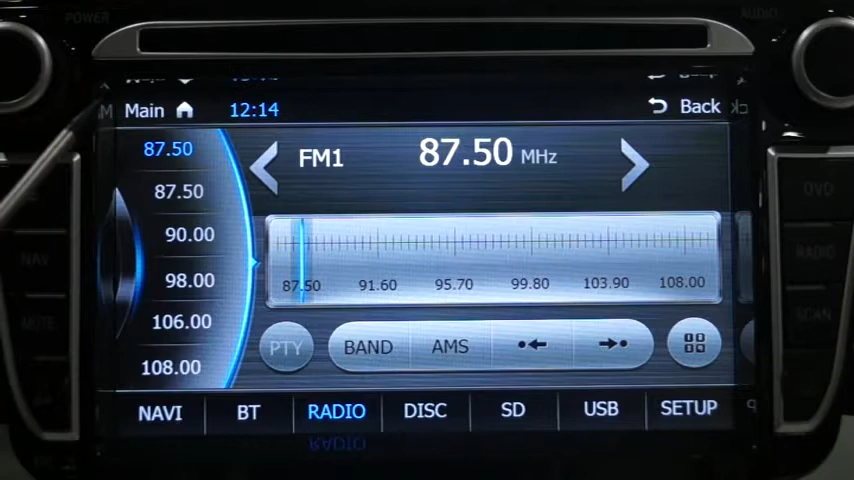 POWER
AUDIO
Main 12:14 Back
87.50
FM1 87.50 MHz
87.50
90.00
98.00
106.00
108.00
87.50 91.60 95.70 99.80 103.90 108.00
PTY BAND AMS
NAVI BT RADIO DISC SD USB SETUP
NAV
MUTE
DVD
RADIO
SCAN